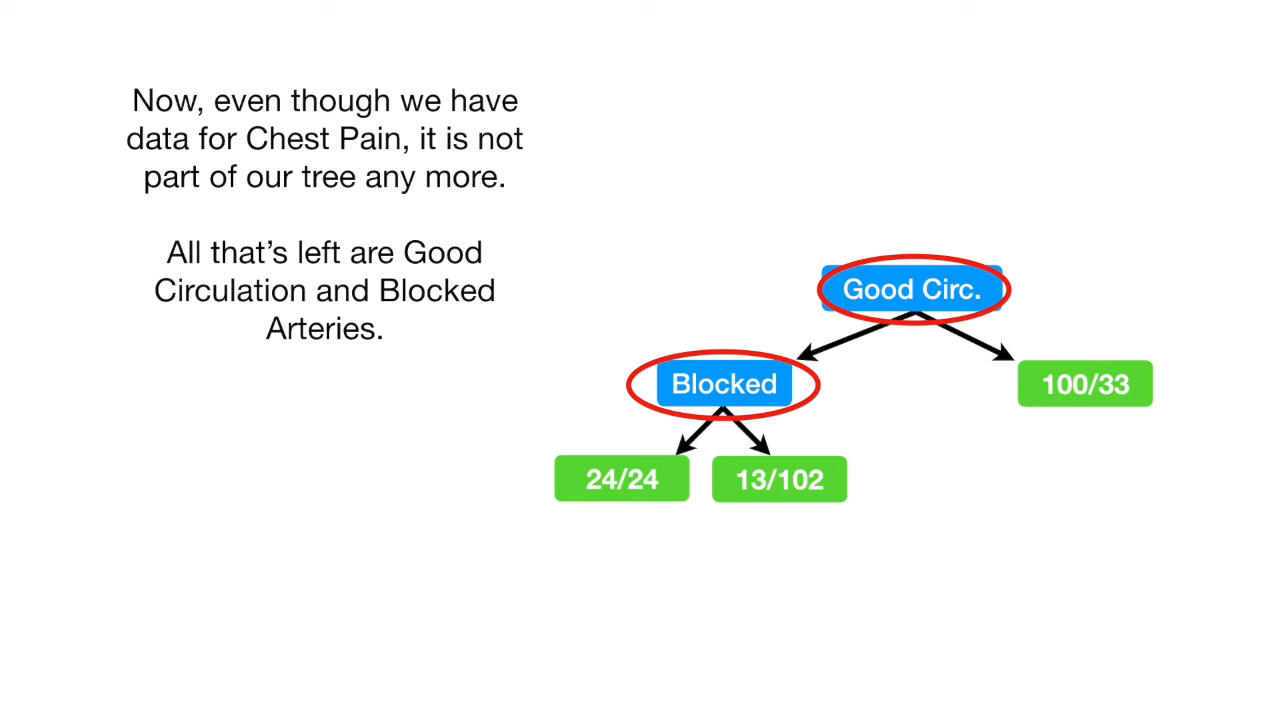 Now, even though we have
data for Chest Pain, it is not
part of our tree any more.
All that’s left are Good
Circulation and Blocked
Arteries.
Good Circ.
Blocked
100/33
24/24
13/102